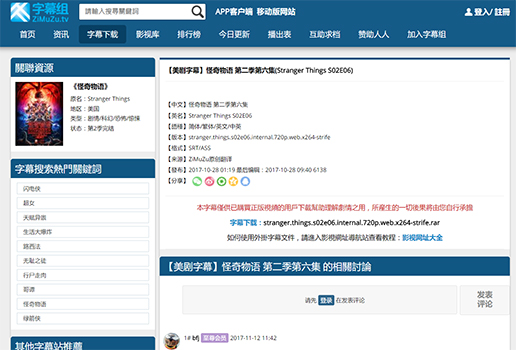 字幕组
ZiMuZu.tv
請輸入搜尋關鍵詞
APP客户端 移动版网站
登入/註冊
首页 资讯 字幕下载 影视库 排行榜 今日更新 播出表 互助求档 赞助人人 加入字幕组
關聯資源
《怪奇物语》
原名：Stranger Things
地区：美国
类型：剧情/科幻/恐怖/惊悚
状态：第2季完结
字幕搜索熱門關鍵詞
闪电侠
超女
天赋异禀
生活大爆炸
路西法
无耻之徒
行尸走肉
哥谭
怪奇物语
绿箭侠
其他字幕站推薦
【美剧字幕】怪奇物语 第二季第六集(Stranger Things S02E06)
【中文】怪奇物语 第二季第六集
【英名】Stranger Things S02E06
【语种】简体/繁体/英文/中英
【版本】stranger.things.s02e06.internal.720p.web.x264-strife
【格式】SRT/ASS
【来源】ZiMuZu原创翻译
【发布】2017-10-28 01:19 最后编辑：2017-10-28 09:40 6138
【分享】
本字幕僅供已購買正版視頻的用戶下載幫助理解劇情之用，所産生的一切後果將由您自行承擔
字幕下載：stranger.things.s02e06.internal.720p.web.x264-strife.rar
如何使用外掛字幕文件，請進入影視網址導航站查看教程：影視網址大全
【美剧字幕】怪奇物语 第二季第六集 的相關討論
请先 登录 在发表评论
发表
评论
1# bfj 至尊会员 2017-11-12 11:42